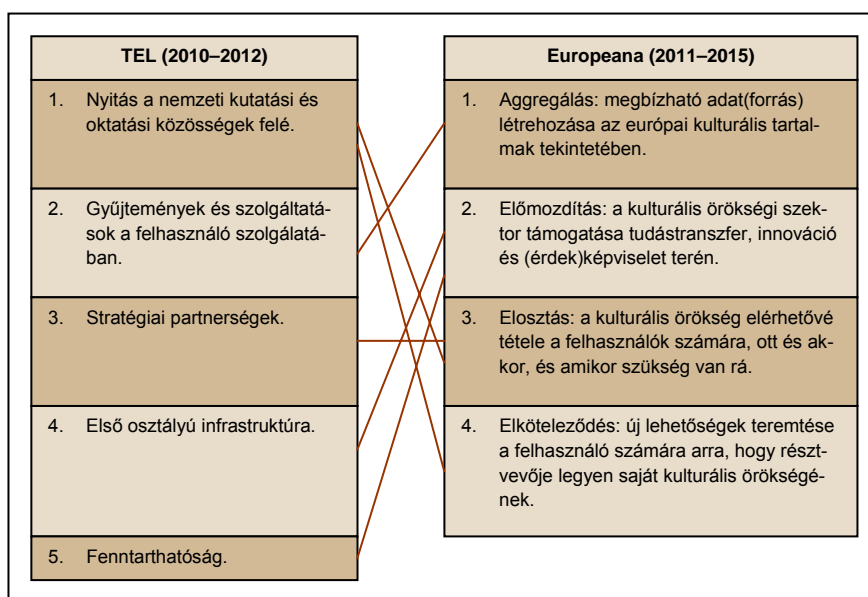 TEL (2010–2012)
1. Nyitás a nemzeti kutatási és
oktatási közösségek felé.
2. Gyűjtemények és szolgáltatá-
sok a felhasználó szolgálatá-
ban.
3. Stratégiai partnerségek.
4. Első osztályú infrastruktúra.
5. Fenntarthatóság.
Europeana (2011–2015)
1. Aggregálás: megbízható adat(forrás)
létrehozása az európai kulturális tartal-
mak tekintetében.
2. Előmozdítás: a kulturális örökségi szek-
tor támogatása tudástranszfer, innováció
és (érdek)képviselet terén.
3. Elosztás: a kulturális örökség elérhetővé
tétele a felhasználók számára, ott és ak-
kor, és amikor szükség van rá.
4. Elköteleződés: új lehetőségek teremtése
a felhasználó számára arra, hogy részt-
vevője legyen saját kulturális örökségé-
nek.